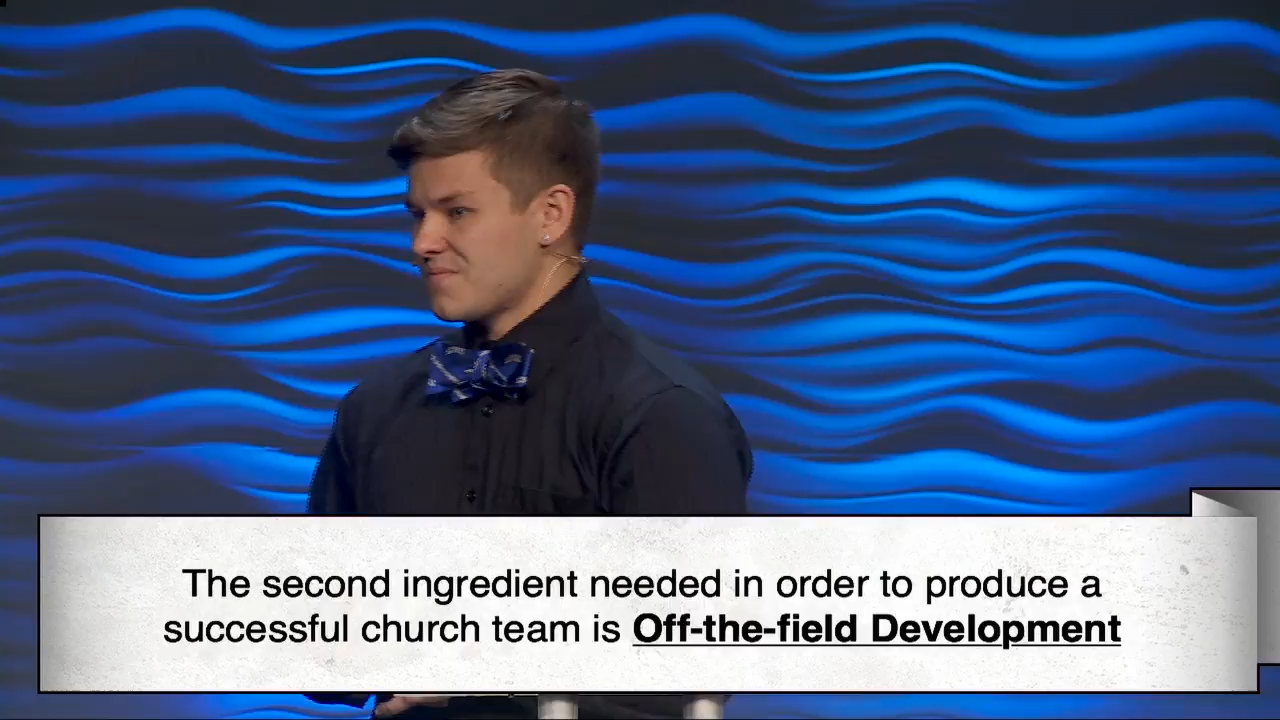 The second ingredient needed in order to produce a
successful church team is Off-the-field Development